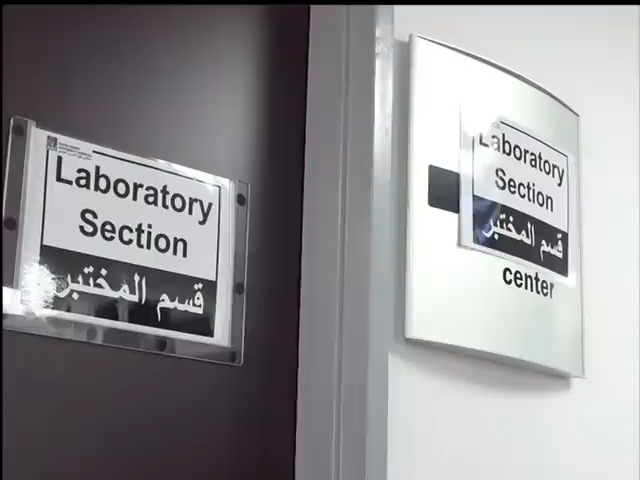 Laboratory
Section
قسم المختبر
Laboratory
Section
قسم المختبر
center